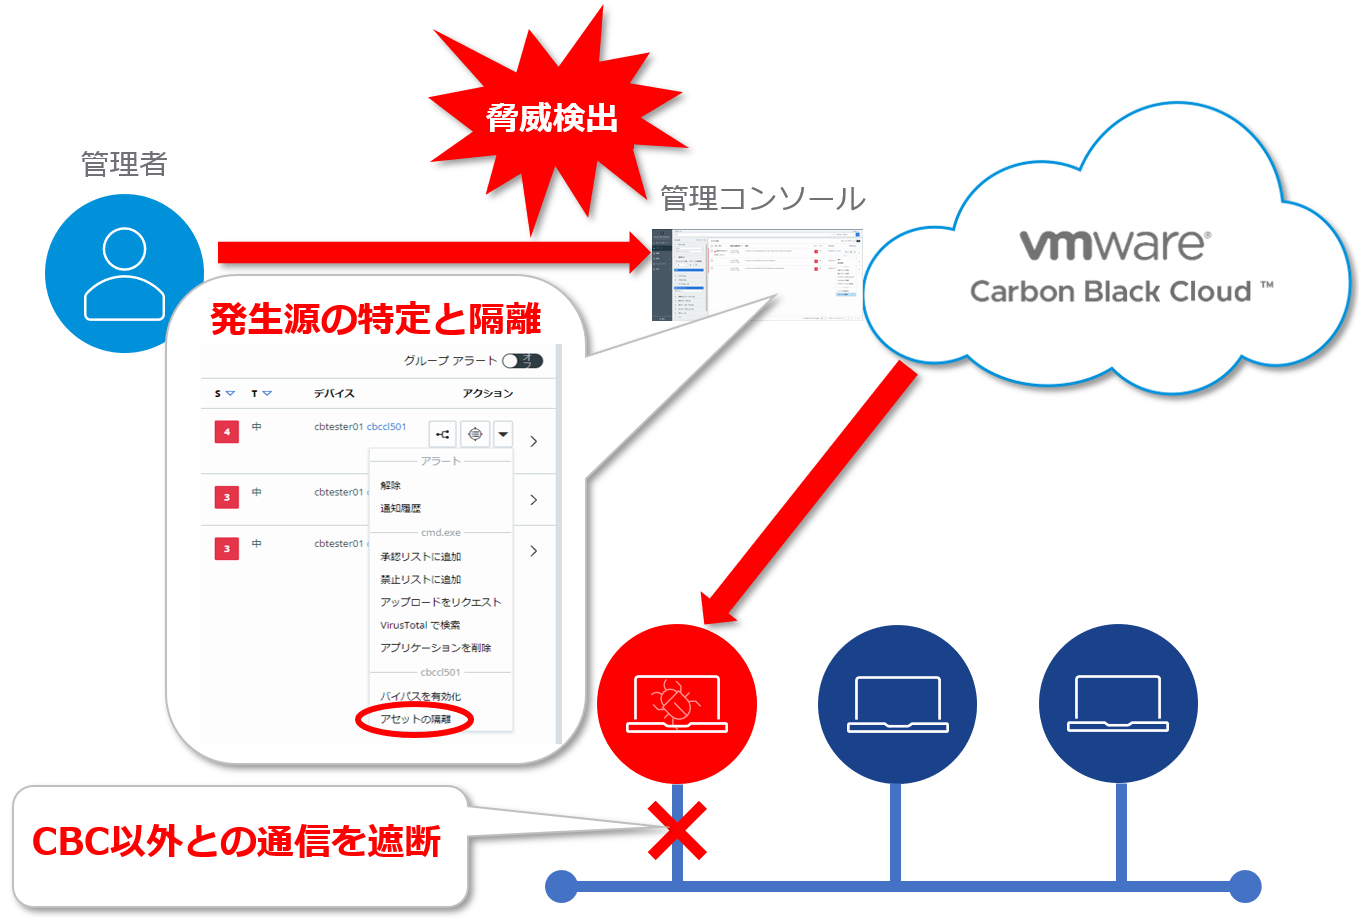 脅威検出
管理者
管理コンソール
vmware®
Carbon Black Cloud ™
発生源の特定と隔離
グループ アラート オフ
S T デバイス アクション
4 中 cbtester01 cbccl501
アラート
解除
3 中 cbtester01
通知履歴
cmd.exe
3 中 cbtester01
承認リストに追加
禁止リストに追加
アップロードをリクエスト
VirusTotal で検索
アプリケーションを削除
cbccl501
バイパスを有効化
アセットの隔離
CBC以外との通信を遮断